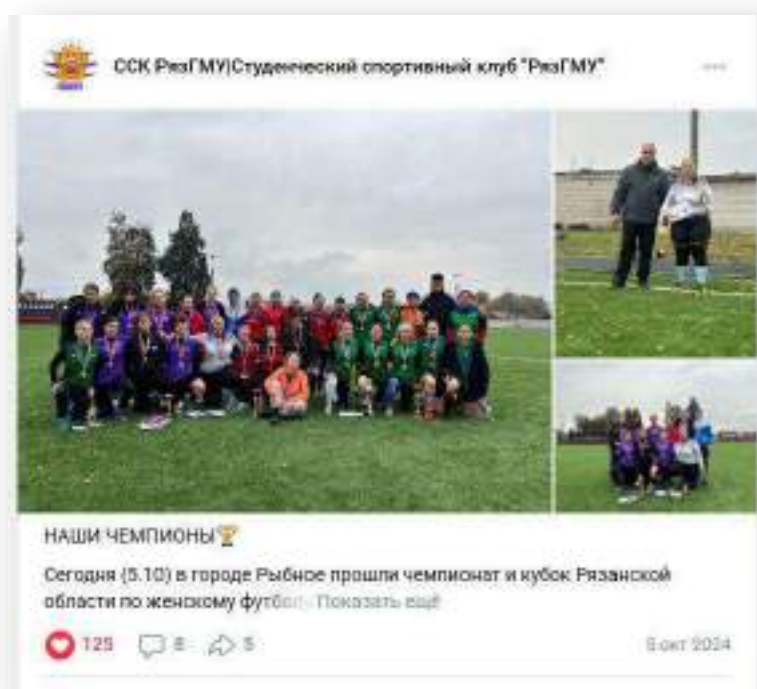 ССК РязГМУ|Студенческий спортивный клуб "РязГМУ"
НАШИ ЧЕМПИОНЫ🏆
Сегодня (5.10) в городе Рыбное прошли чемпионат и кубок Рязанской
области по женскому футбол Показать ещё
125 8 5 5 окт 2024